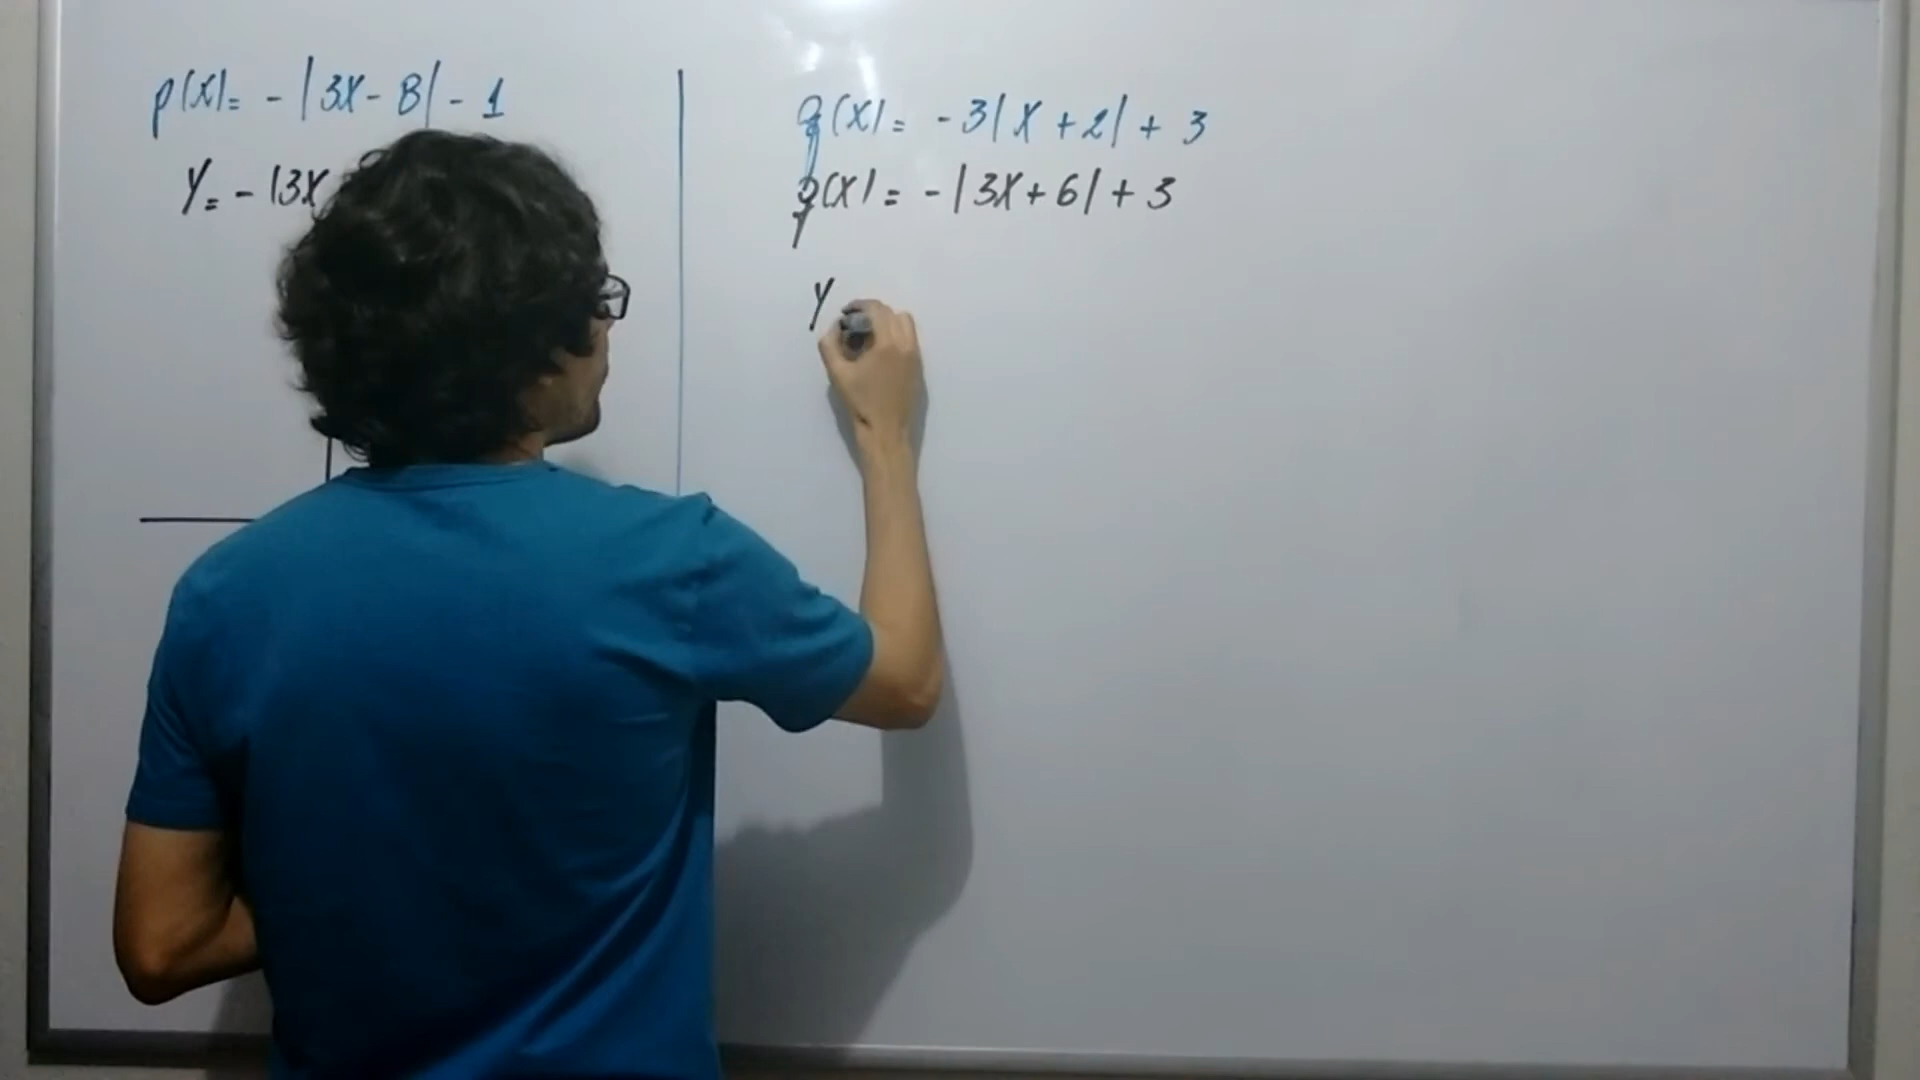 p(x) = - |3x - 8| - 1
y = - |3x
q(x) = - 3|x + 2| + 3
q(x) = - |3x + 6| + 3
y